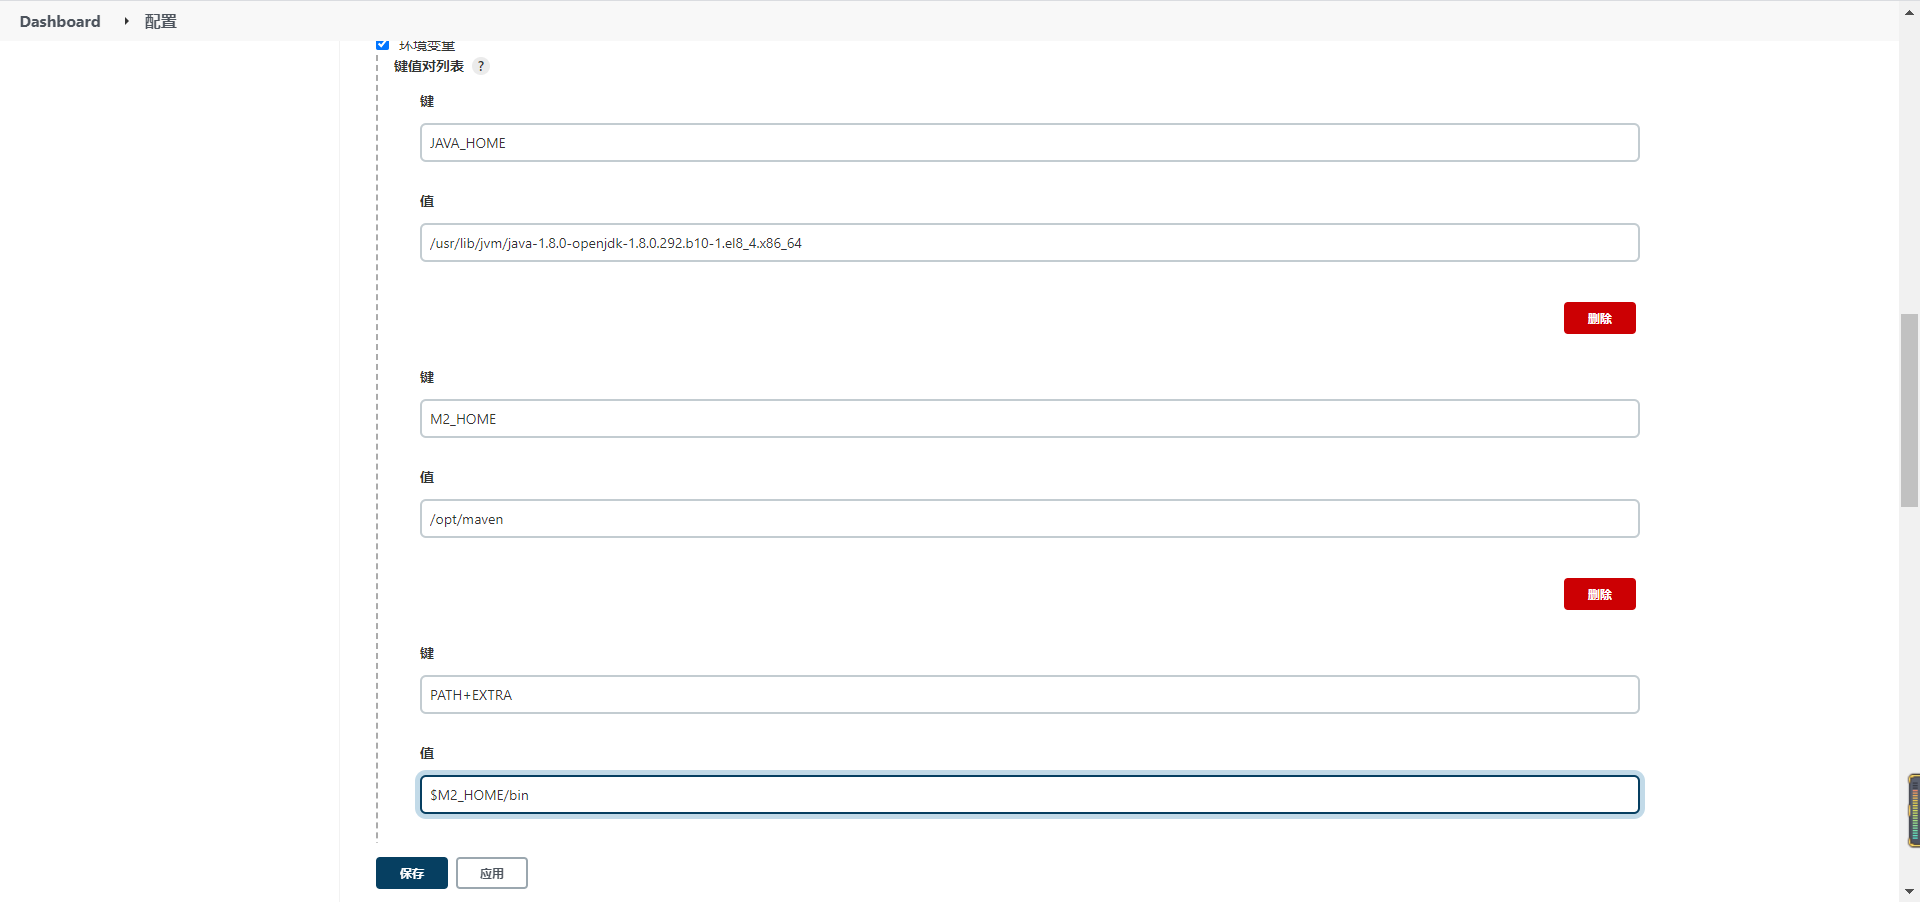 Dashboard 配置
环境变量
键值对列表 ?
键
JAVA_HOME
值
/usr/lib/jvm/java-1.8.0-openjdk-1.8.0.292.b10-1.el8_4.x86_64
删除
键
M2_HOME
值
/opt/maven
删除
键
PATH+EXTRA
值
$M2_HOME/bin
保存 应用